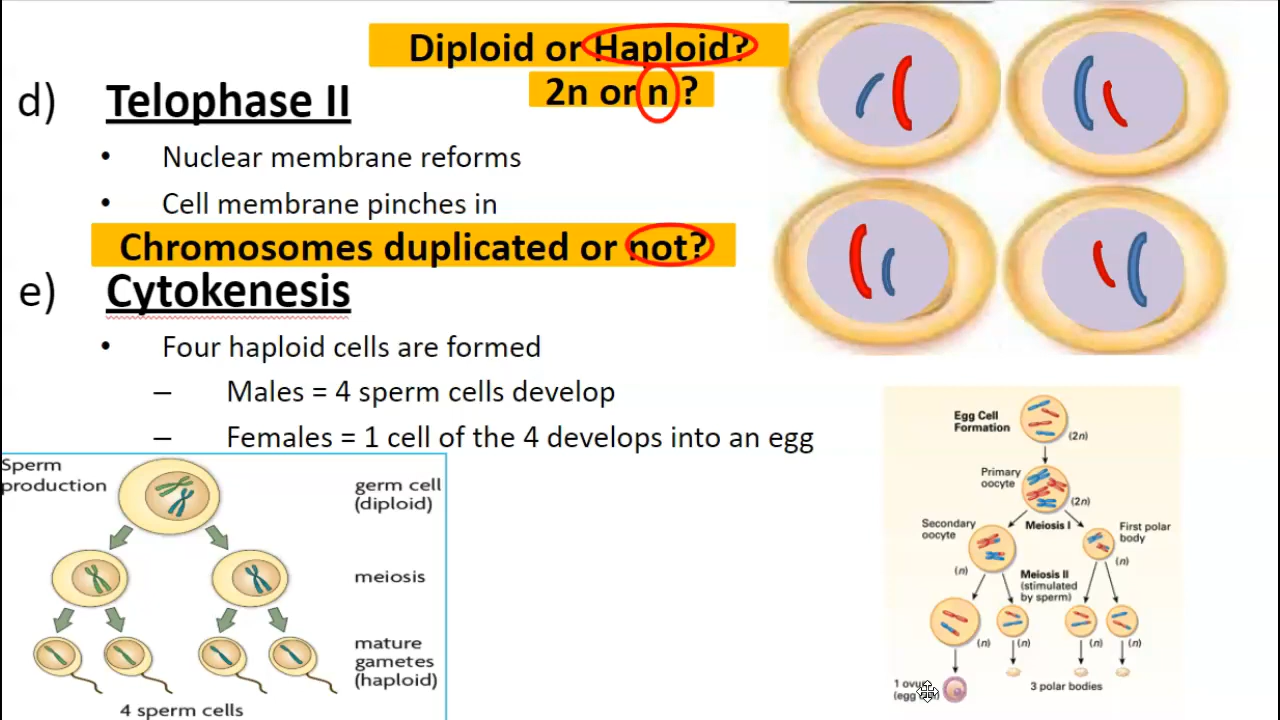 Diploid or Haploid?
2n or n ?
d) Telophase II
• Nuclear membrane reforms
• Cell membrane pinches in
Chromosomes duplicated or not?
e) Cytokenesis
• Four haploid cells are formed
– Males = 4 sperm cells develop
– Females = 1 cell of the 4 develops into an egg
Sperm
production
germ cell
(diploid)
meiosis
mature
gametes
(haploid)
4 sperm cells
Egg Cell
Formation
(2n)
Primary
oocyte
(2n)
Meiosis I
Secondary
oocyte
First polar
body
(n)
(n)
Meiosis II
(stimulated
by sperm)
(n)
(n)
(n)
(n)
1
(egg
3 polar bodies